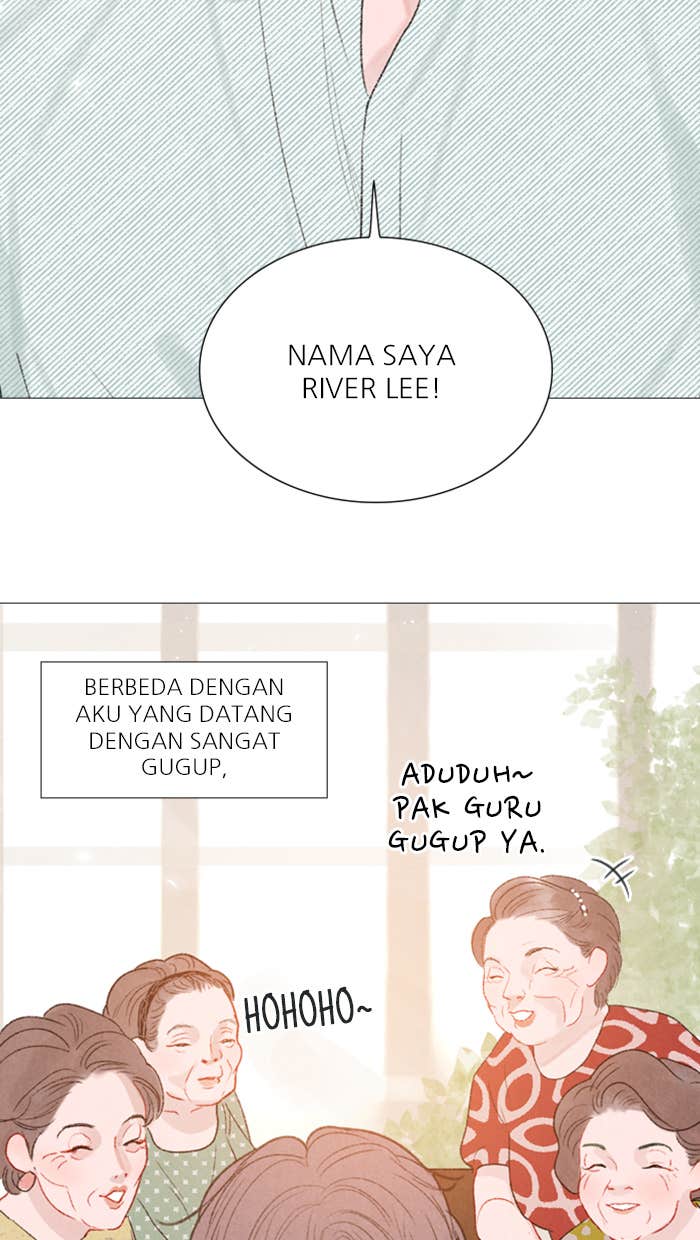 NAMA SAYA
RIVER LEE!
BERBEDA DENGAN
AKU YANG DATANG
DENGAN SANGAT
GUGUP,
ADUDUH~
PAK GURU
GUGUP YA.
HOHOHO~